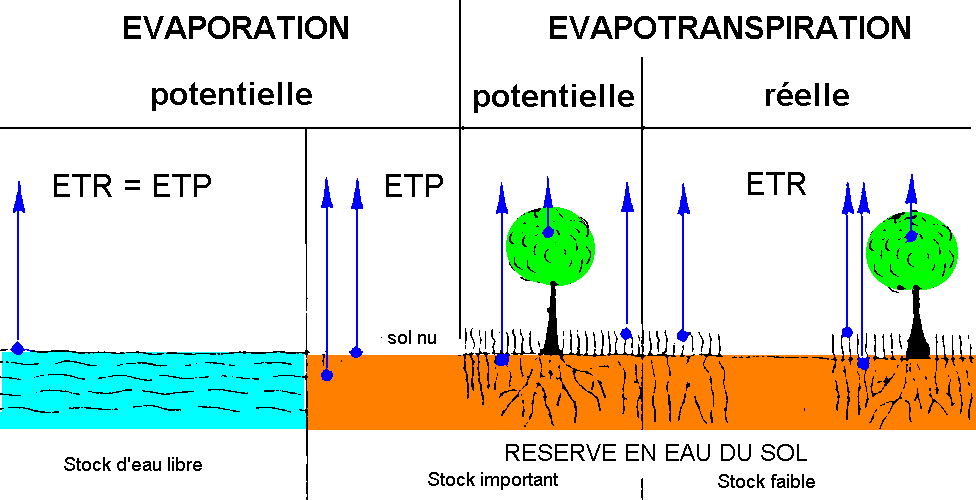 EVAPORATION
EVAPOTRANSPIRATION
potentielle
potentielle
réelle
ETR = ETP
ETP
ETR
sol nu
RESERVE EN EAU DU SOL
Stock d'eau libre
Stock important
Stock faible